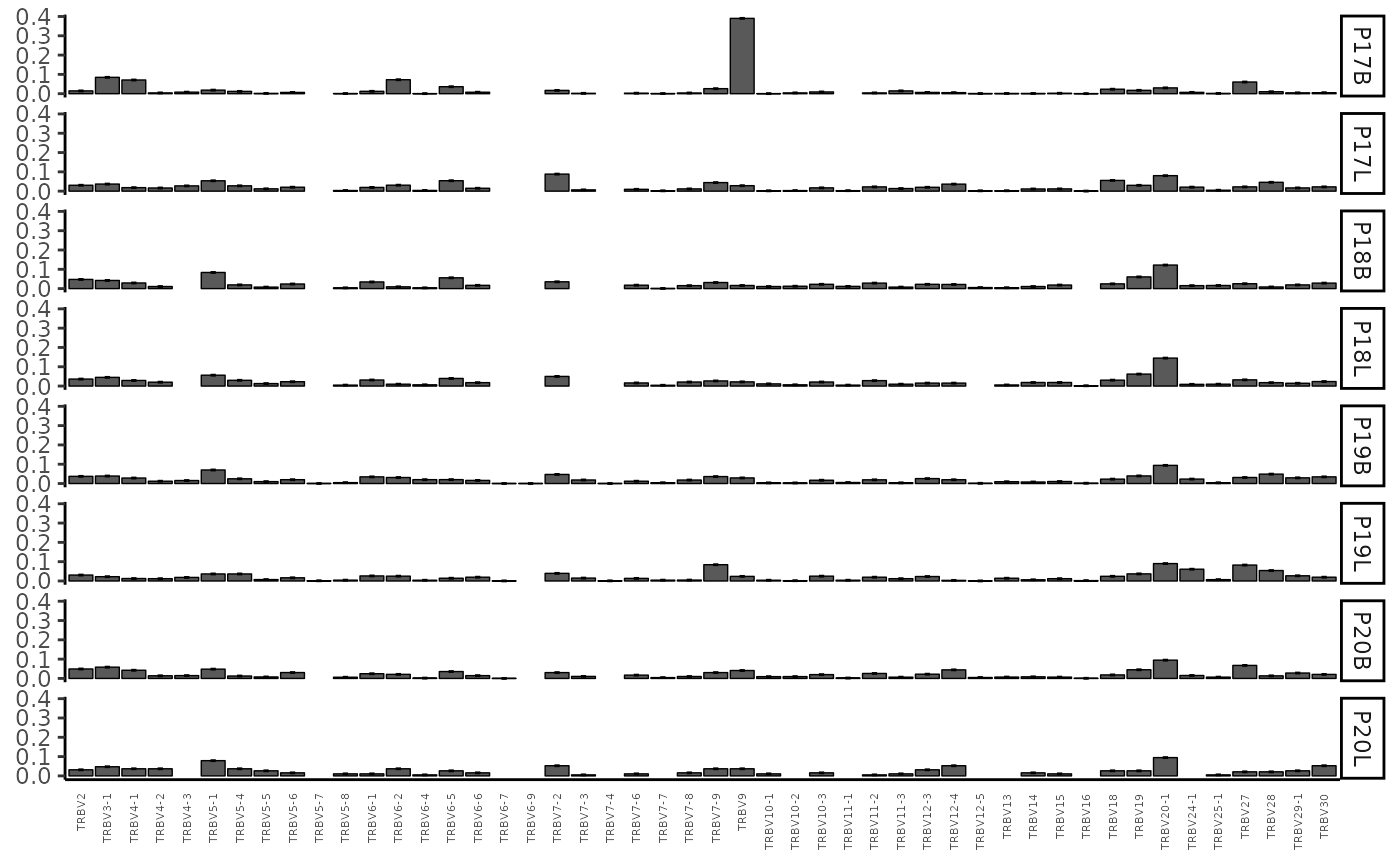 0.4
0.3
0.2
0.1
0.0
P17B
0.4
0.3
0.2
0.1
0.0
P17L
0.4
0.3
0.2
0.1
0.0
P18B
0.4
0.3
0.2
0.1
0.0
P18L
0.4
0.3
0.2
0.1
0.0
P19B
0.4
0.3
0.2
0.1
0.0
P19L
0.4
0.3
0.2
0.1
0.0
P20B
0.4
0.3
0.2
0.1
0.0
P20L
TRBV2
TRBV3-1
TRBV4-1
TRBV4-2
TRBV4-3
TRBV5-1
TRBV5-4
TRBV5-5
TRBV5-6
TRBV5-7
TRBV5-8
TRBV6-1
TRBV6-2
TRBV6-4
TRBV6-5
TRBV6-6
TRBV6-7
TRBV6-9
TRBV7-2
TRBV7-3
TRBV7-4
TRBV7-6
TRBV7-7
TRBV7-8
TRBV7-9
TRBV9
TRBV10-1
TRBV10-2
TRBV10-3
TRBV11-1
TRBV11-2
TRBV11-3
TRBV12-3
TRBV12-4
TRBV12-5
TRBV13
TRBV14
TRBV15
TRBV16
TRBV18
TRBV19
TRBV20-1
TRBV24-1
TRBV25-1
TRBV27
TRBV28
TRBV29-1
TRBV30